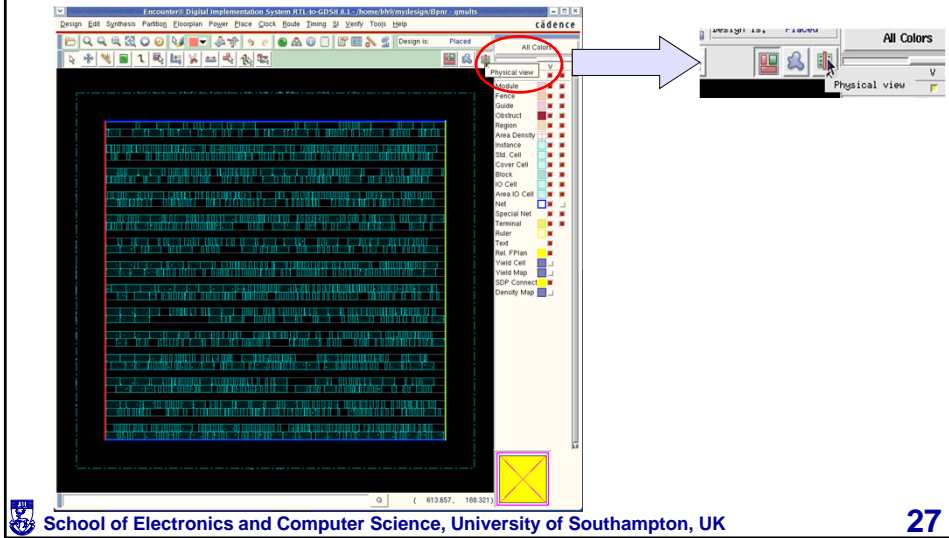 Encounter® Digital Implementation System RTL-to-GDSII 8.1 - /home/bh9/mydesign/Bpnr - qmults
Design Edit Synthesis Partition Floorplan Power Place Clock Route Timing SI Verify Tools Help
cādence
Design is: Placed
All Colors
V
Physical view
Module
Fence
Guide
Obstruct
Region
Area Density
Instance
Std. Cell
Cover Cell
Block
IO Cell
Area IO Cell
Net
Special Net
Terminal
Ruler
Text
Rel. FPlan
Yield Cell
Yield Map
SDP Connect
Density Map
Q ( 613.657, 188.321)
Design is: Placed
All Colors
V
Physical view
School of Electronics and Computer Science, University of Southampton, UK
27